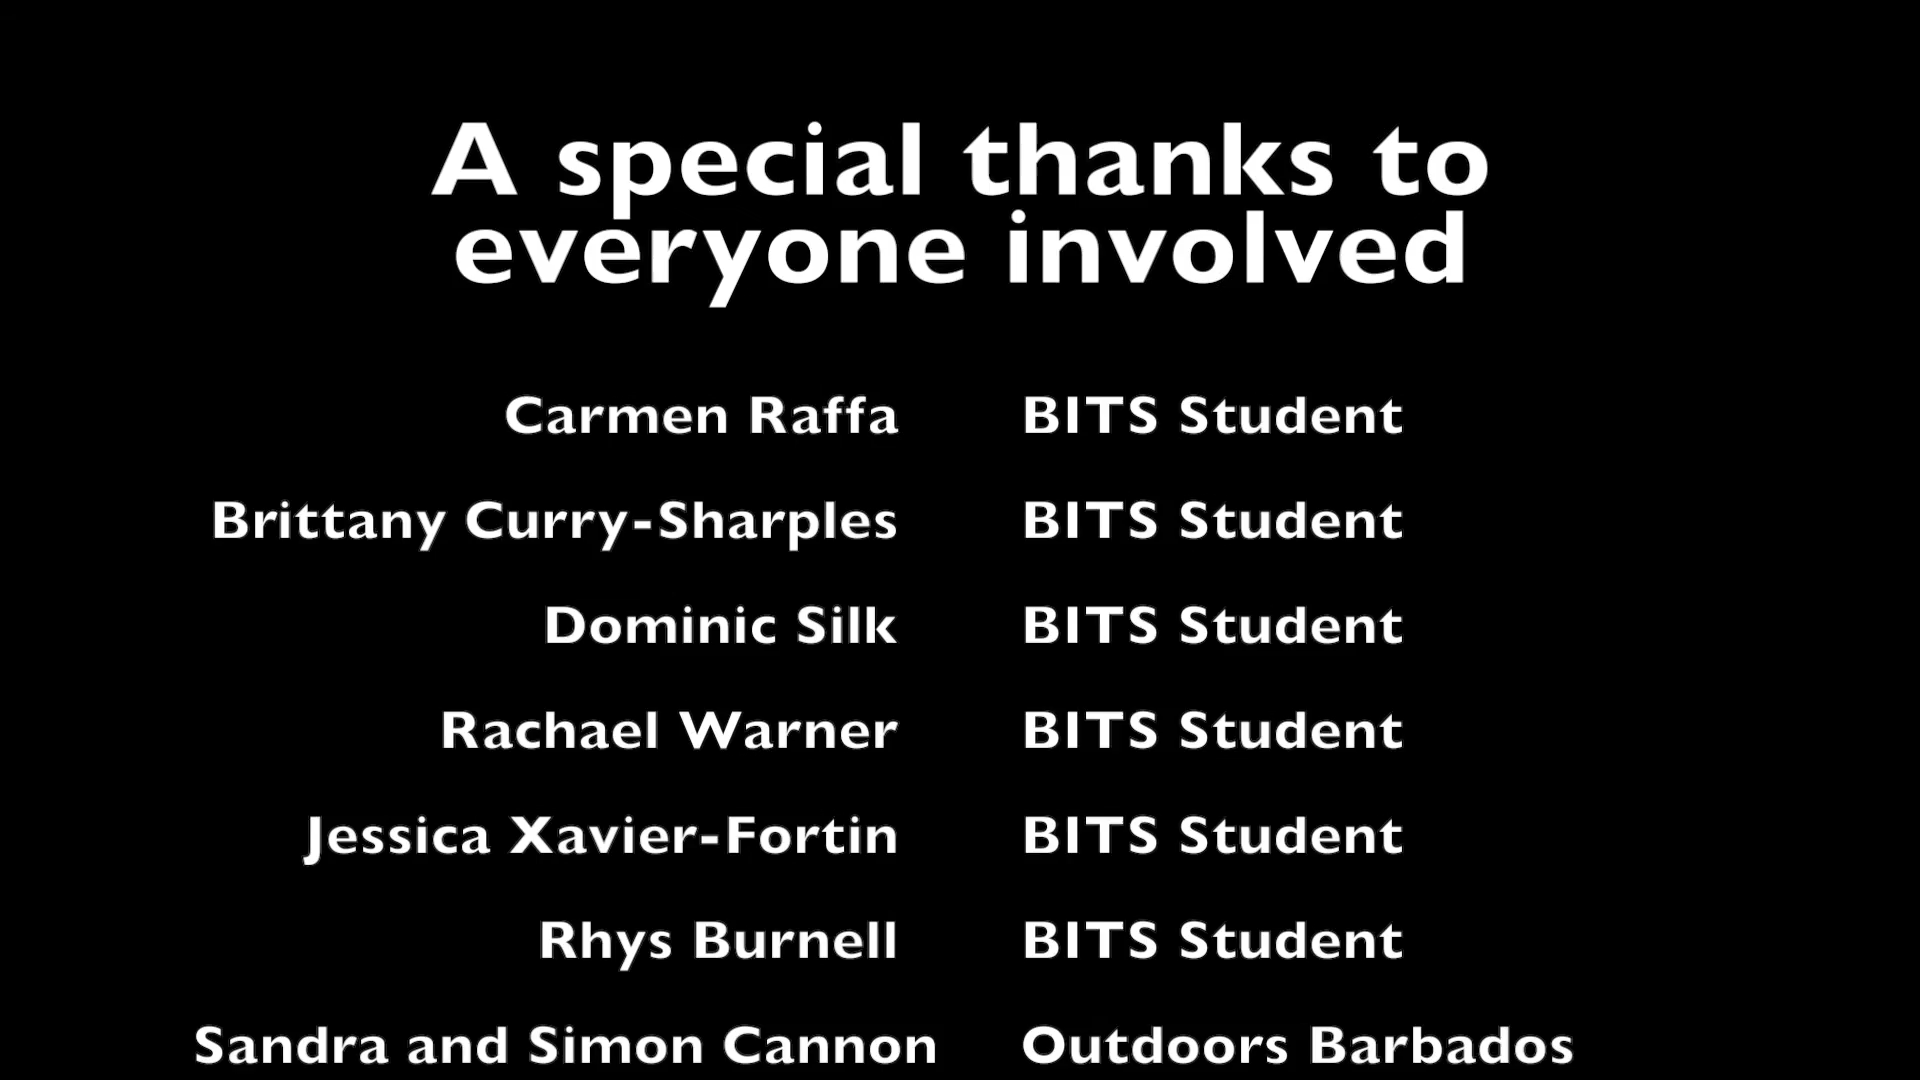 A special thanks to
everyone involved
Carmen Raffa BITS Student
Brittany Curry-Sharples BITS Student
Dominic Silk BITS Student
Rachael Warner BITS Student
Jessica Xavier-Fortin BITS Student
Rhys Burnell BITS Student
Sandra and Simon Cannon Outdoors Barbados